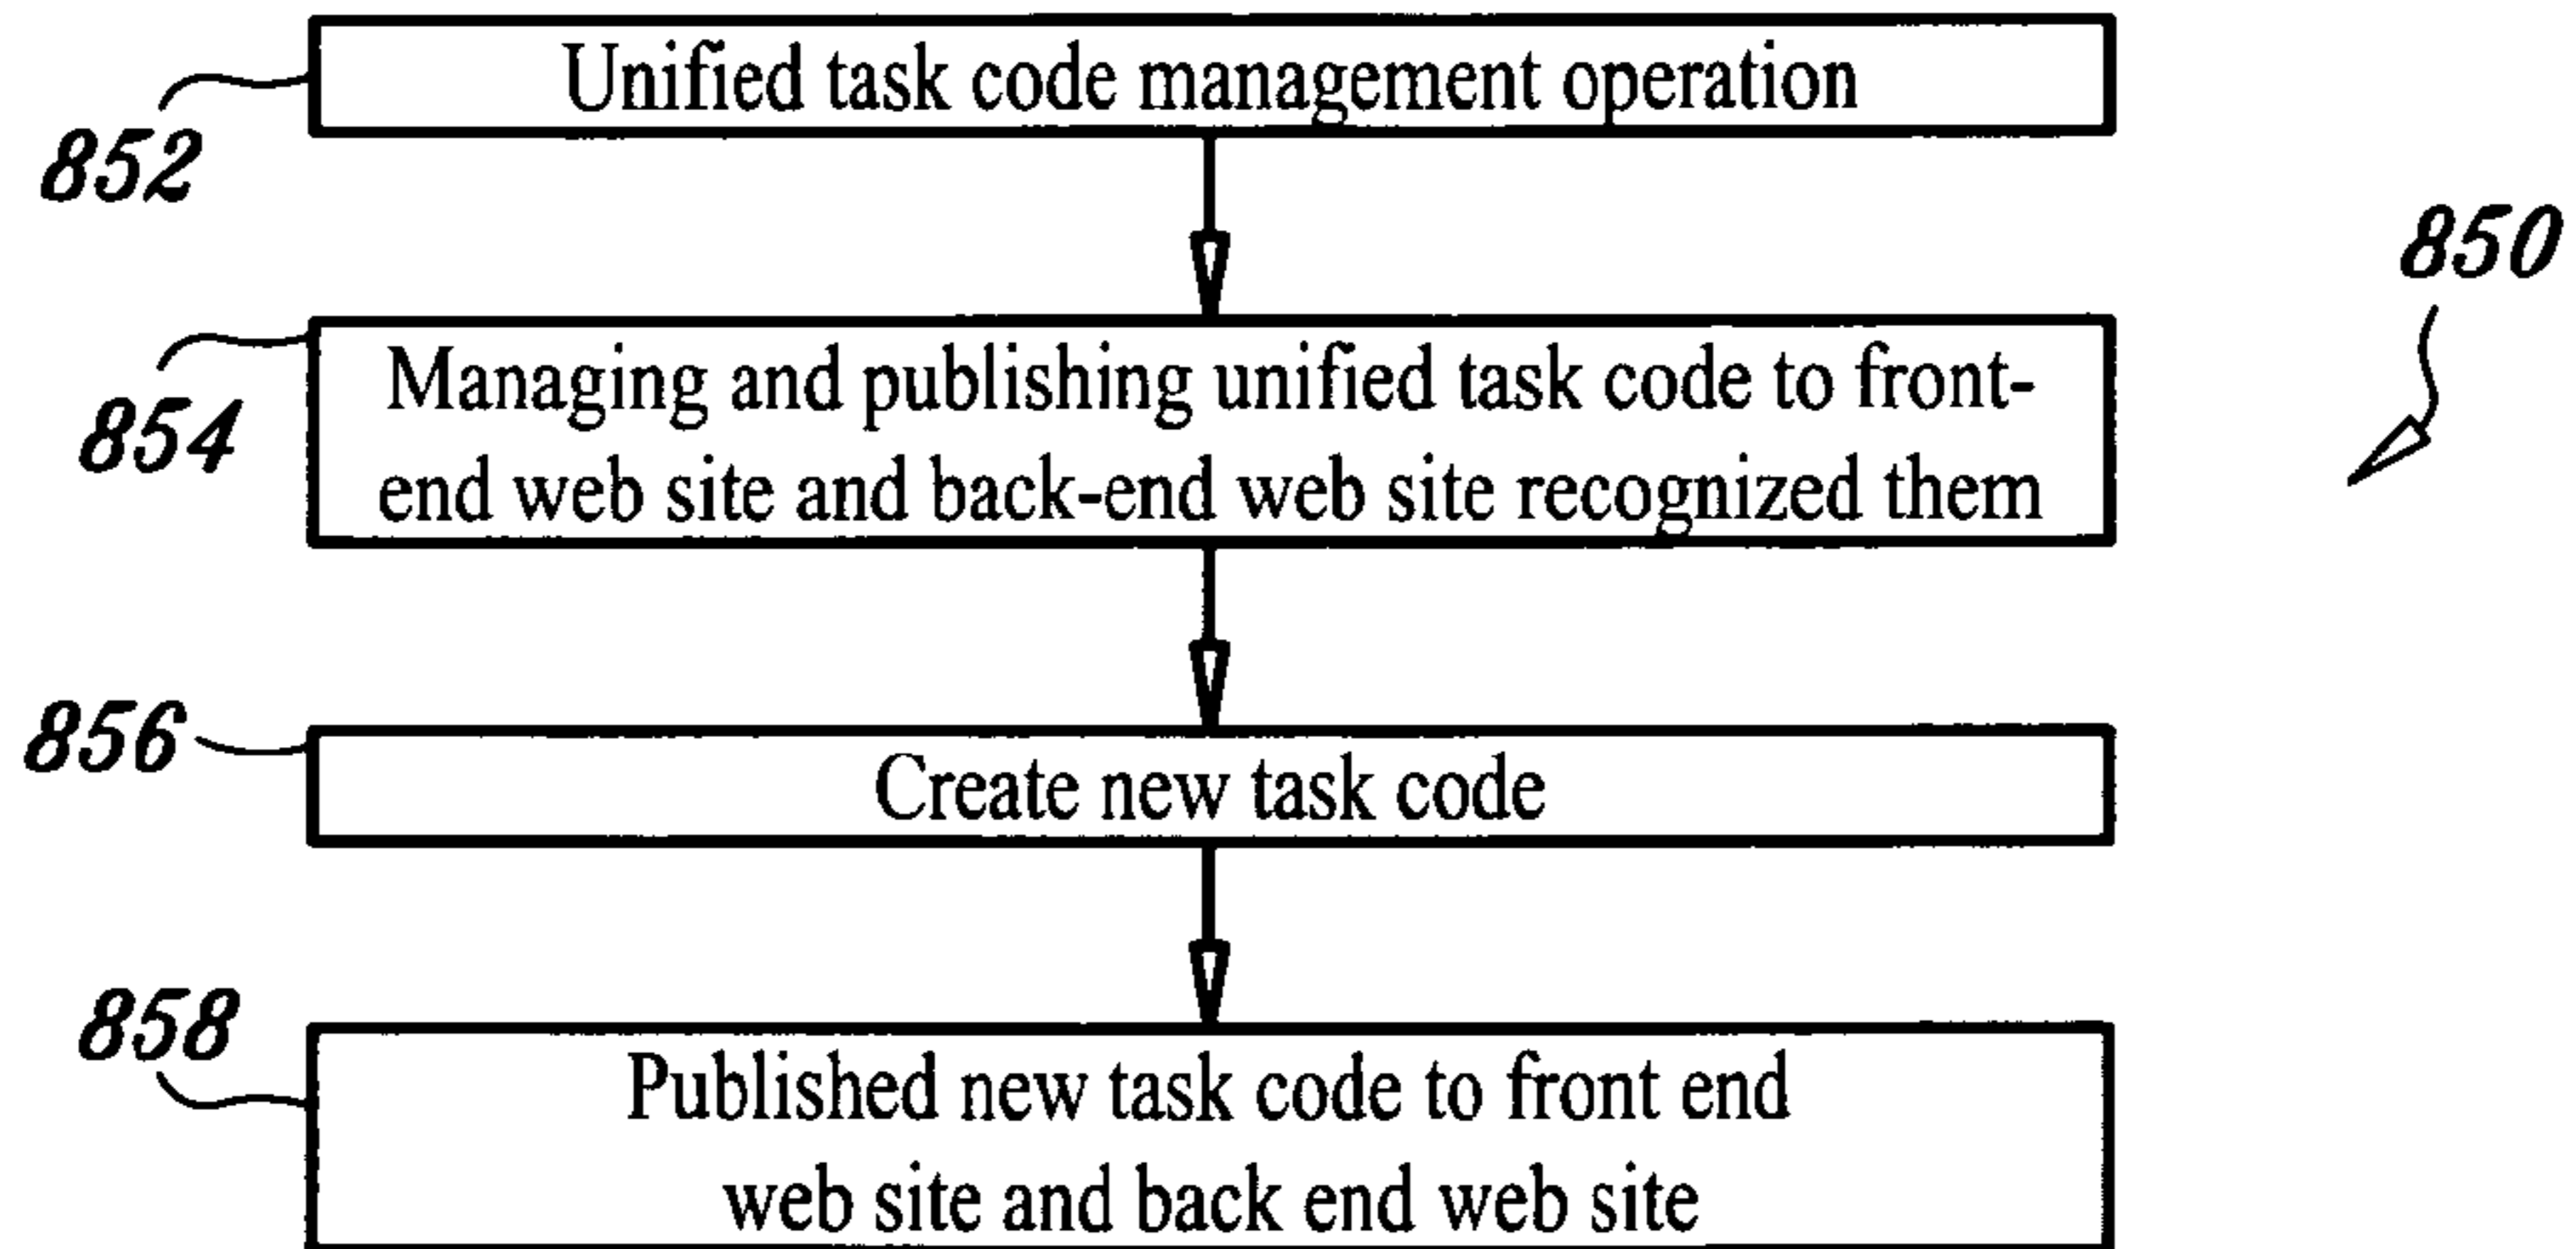 Unified task code management operation
852
850
Managing and publishing unified task code to front-
end web site and back-end web site recognized them
854
856
Create new task code
858
Published new task code to front end
web site and back end web site